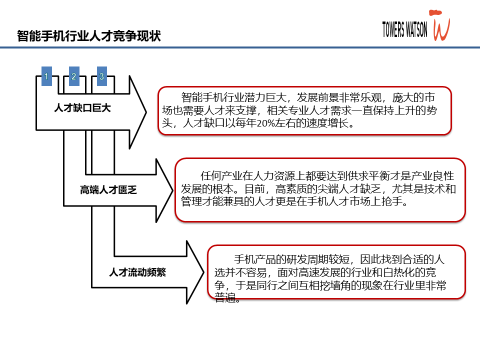 智能手机行业人才竞争现状
TOWERS WATSON
1 2 3
人才缺口巨大
智能手机行业潜力巨大，发展前景非常乐观，庞大的市
场也需要人才来支撑，相关专业人才需求一直保持上升的势
头，人才缺口以每年20%左右的速度增长。
高端人才匮乏
任何产业在人力资源上都要达到供求平衡才是产业良性
发展的根本。目前，高素质的尖端人才缺乏，尤其是技术和
管理才能兼具的人才更是在手机人才市场上抢手。
人才流动频繁
手机产品的研发周期较短，因此找到合适的人
选并不容易，面对高速发展的行业和白热化的竞
争，于是同行之间互相挖墙角的现象在行业里非常
普遍。